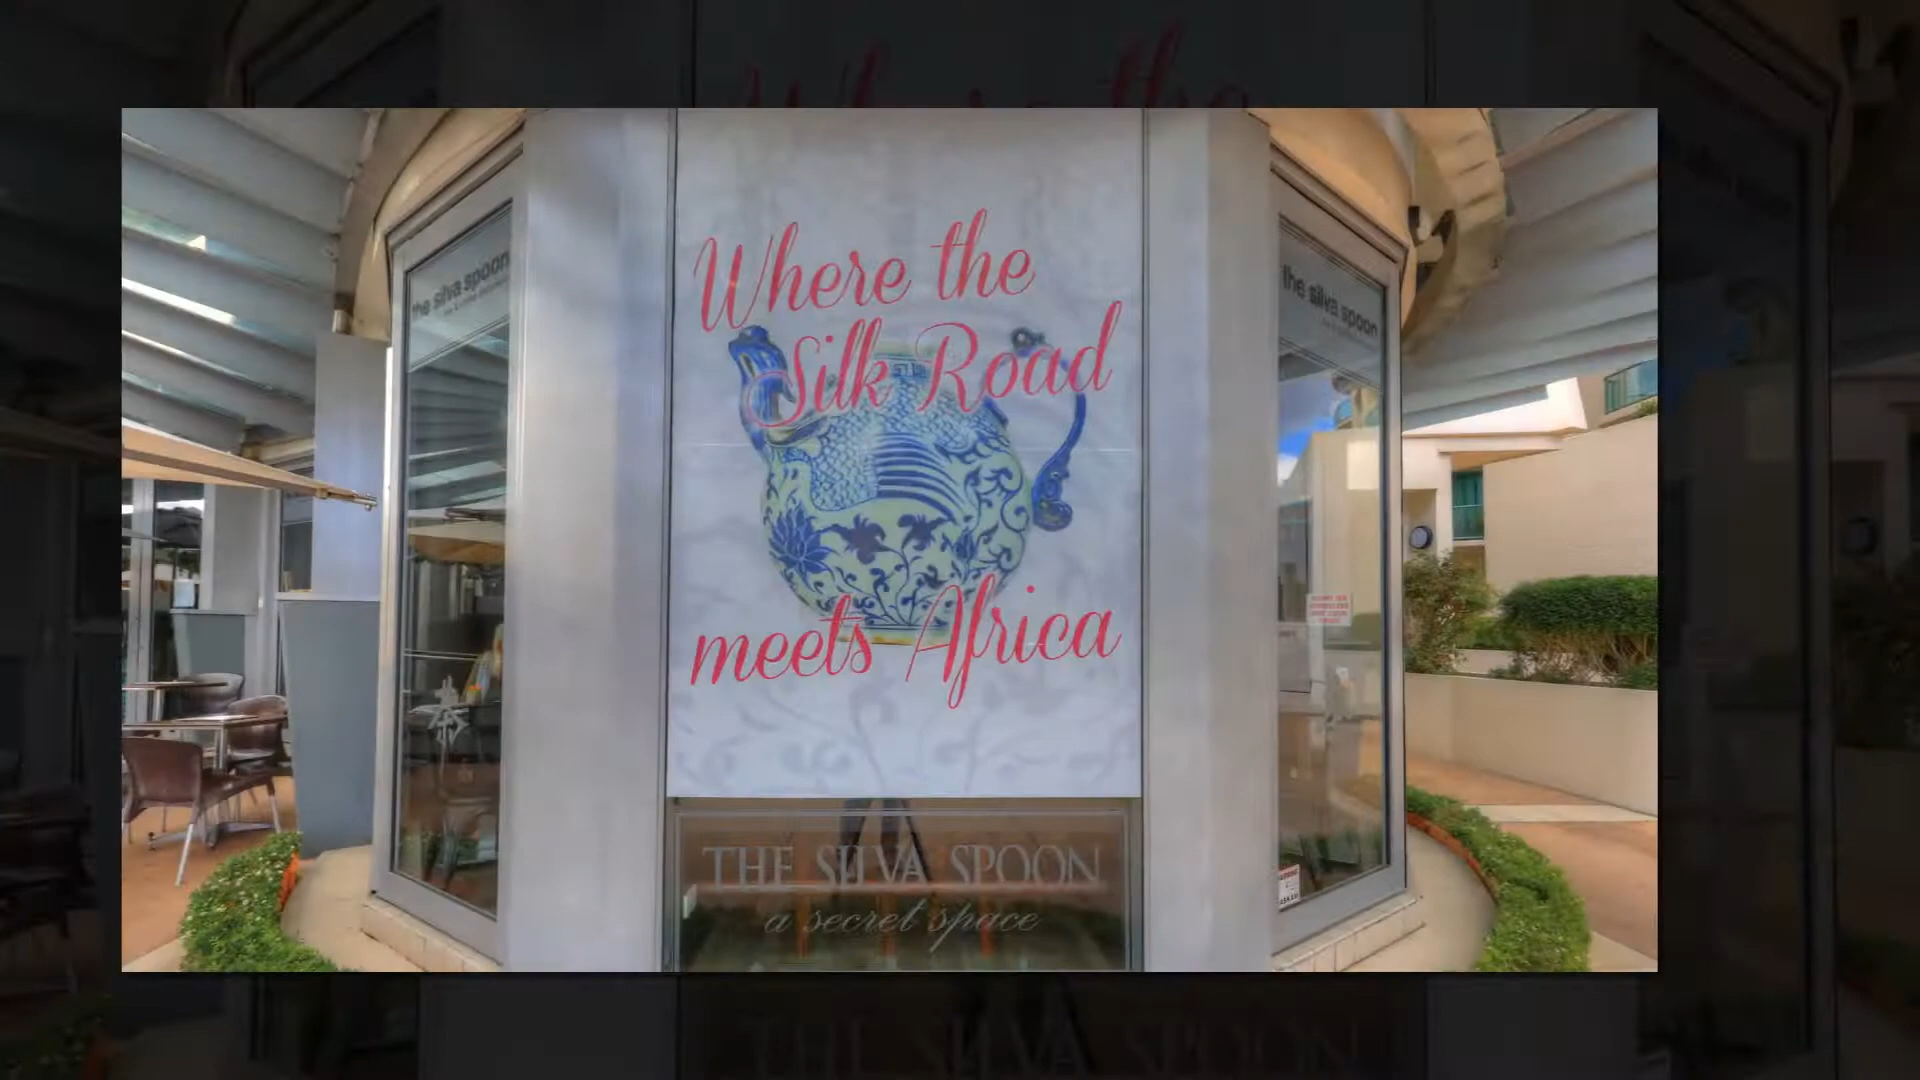 Where the
Silk Road
meets Africa
the silva spoon
the silva spoon
THE SILVA SPOON
a secret space